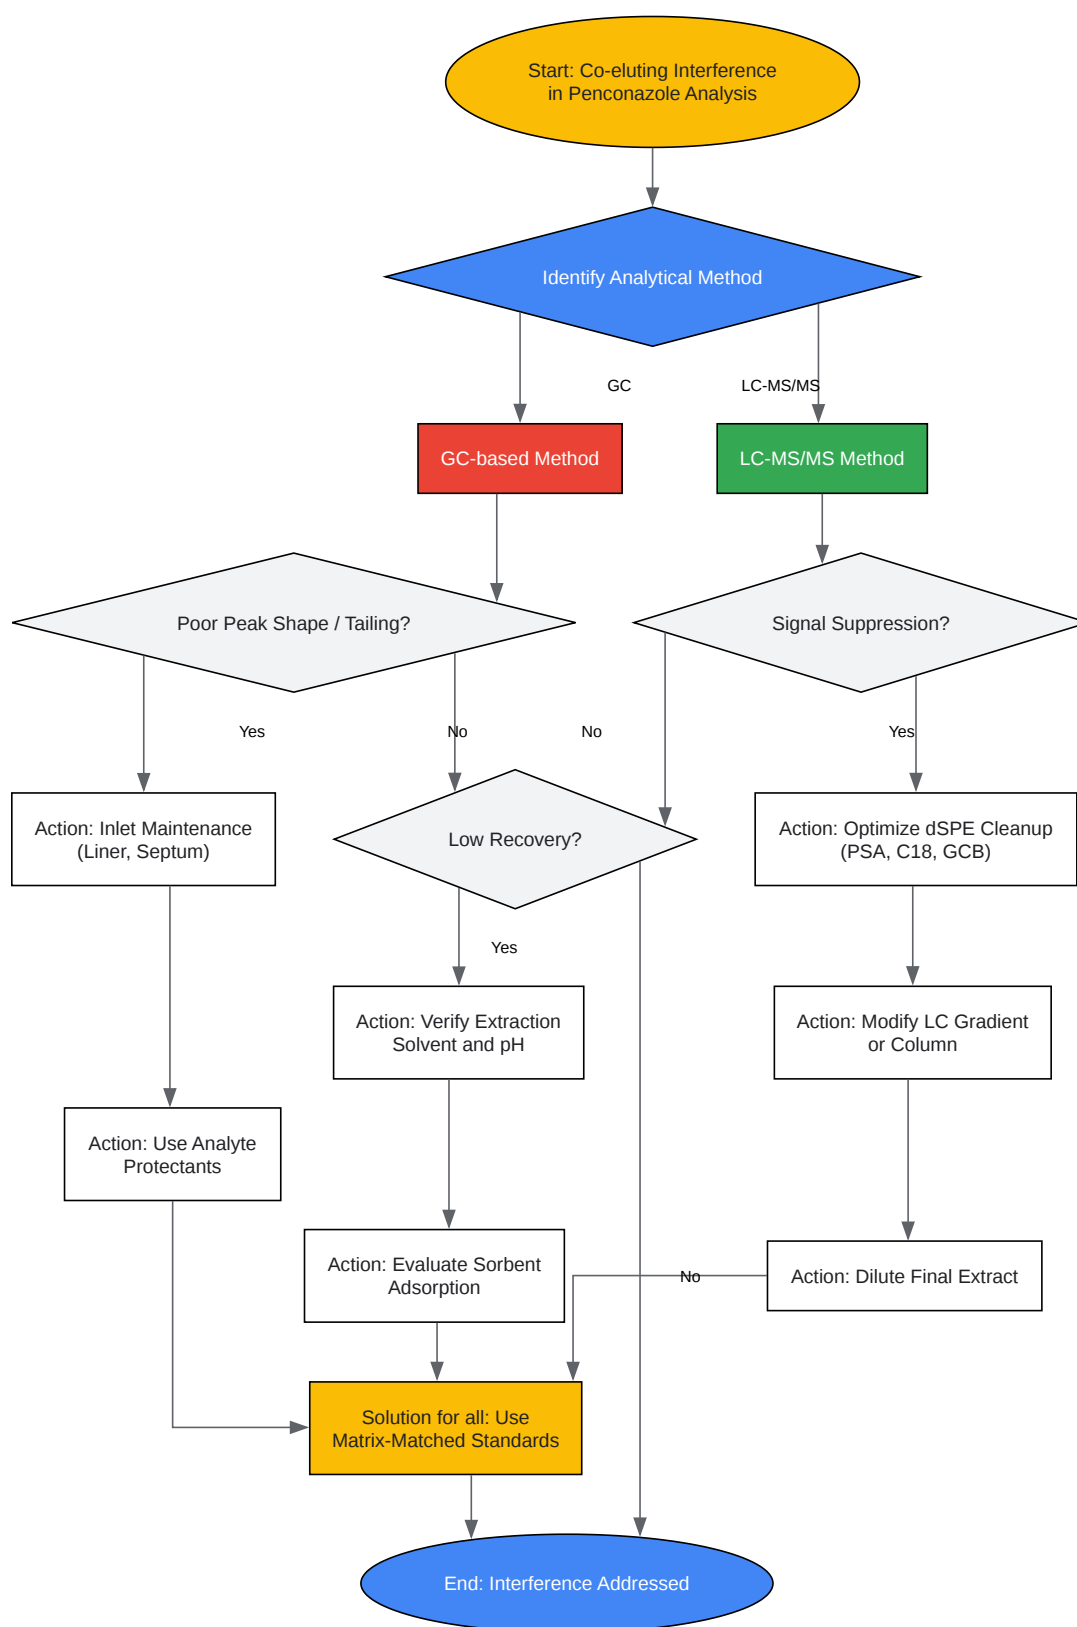 Start: Co-eluting Interference
in Penconazole Analysis
Identify Analytical Method
GC
LC-MS/MS
GC-based Method
LC-MS/MS Method
Poor Peak Shape / Tailing?
Signal Suppression?
Yes
No
No
Yes
Action: Inlet Maintenance
(Liner, Septum)
Low Recovery?
Action: Optimize dSPE Cleanup
(PSA, C18, GCB)
Yes
Action: Verify Extraction
Solvent and pH
Action: Modify LC Gradient
or Column
Action: Use Analyte
Protectants
Action: Evaluate Sorbent
Adsorption
No
Action: Dilute Final Extract
Solution for all: Use
Matrix-Matched Standards
End: Interference Addressed